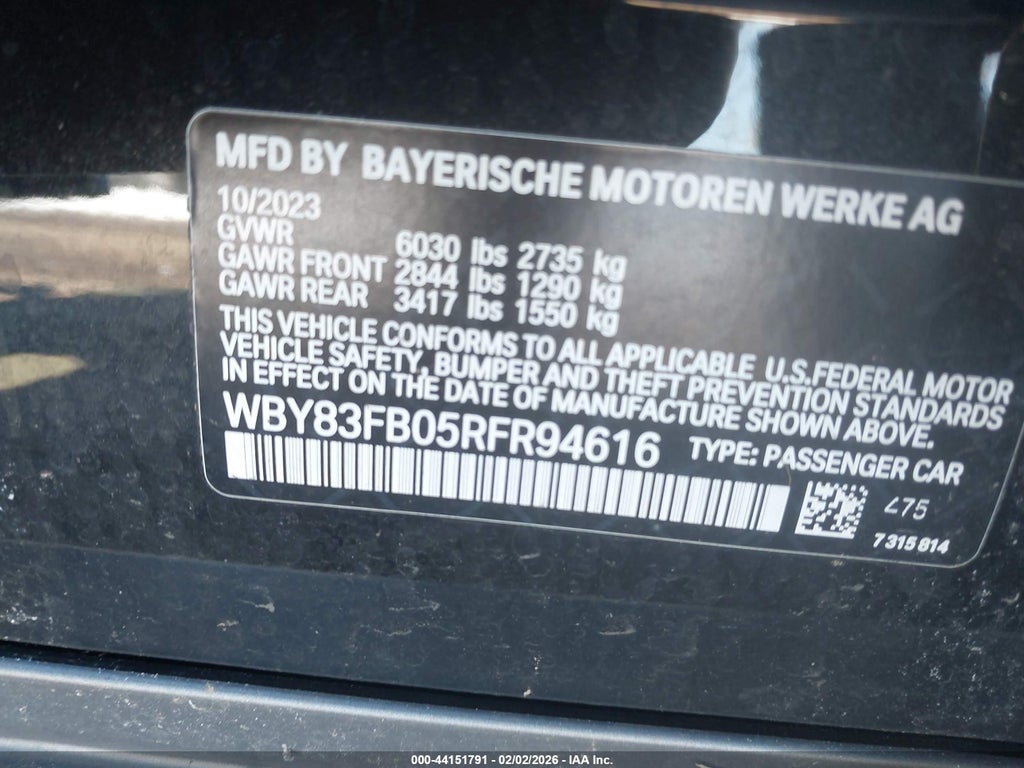 MFD BY BAYERISCHE MOTOREN WERKE AG
10/2023
GVWR 6030 lbs 2735 kg
GAWR FRONT 2844 lbs 1290 kg
GAWR REAR 3417 lbs 1550 kg
THIS VEHICLE CONFORMS TO ALL APPLICABLE U.S.FEDERAL MOTOR
VEHICLE SAFETY, BUMPER AND THEFT PREVENTION STANDARDS
IN EFFECT ON THE DATE OF MANUFACTURE SHOWN ABOVE.
WBY83FB05RFR94616 TYPE: PASSENGER CAR
475
7315814
000-44151791 - 02/02/2026 - IAA Inc.